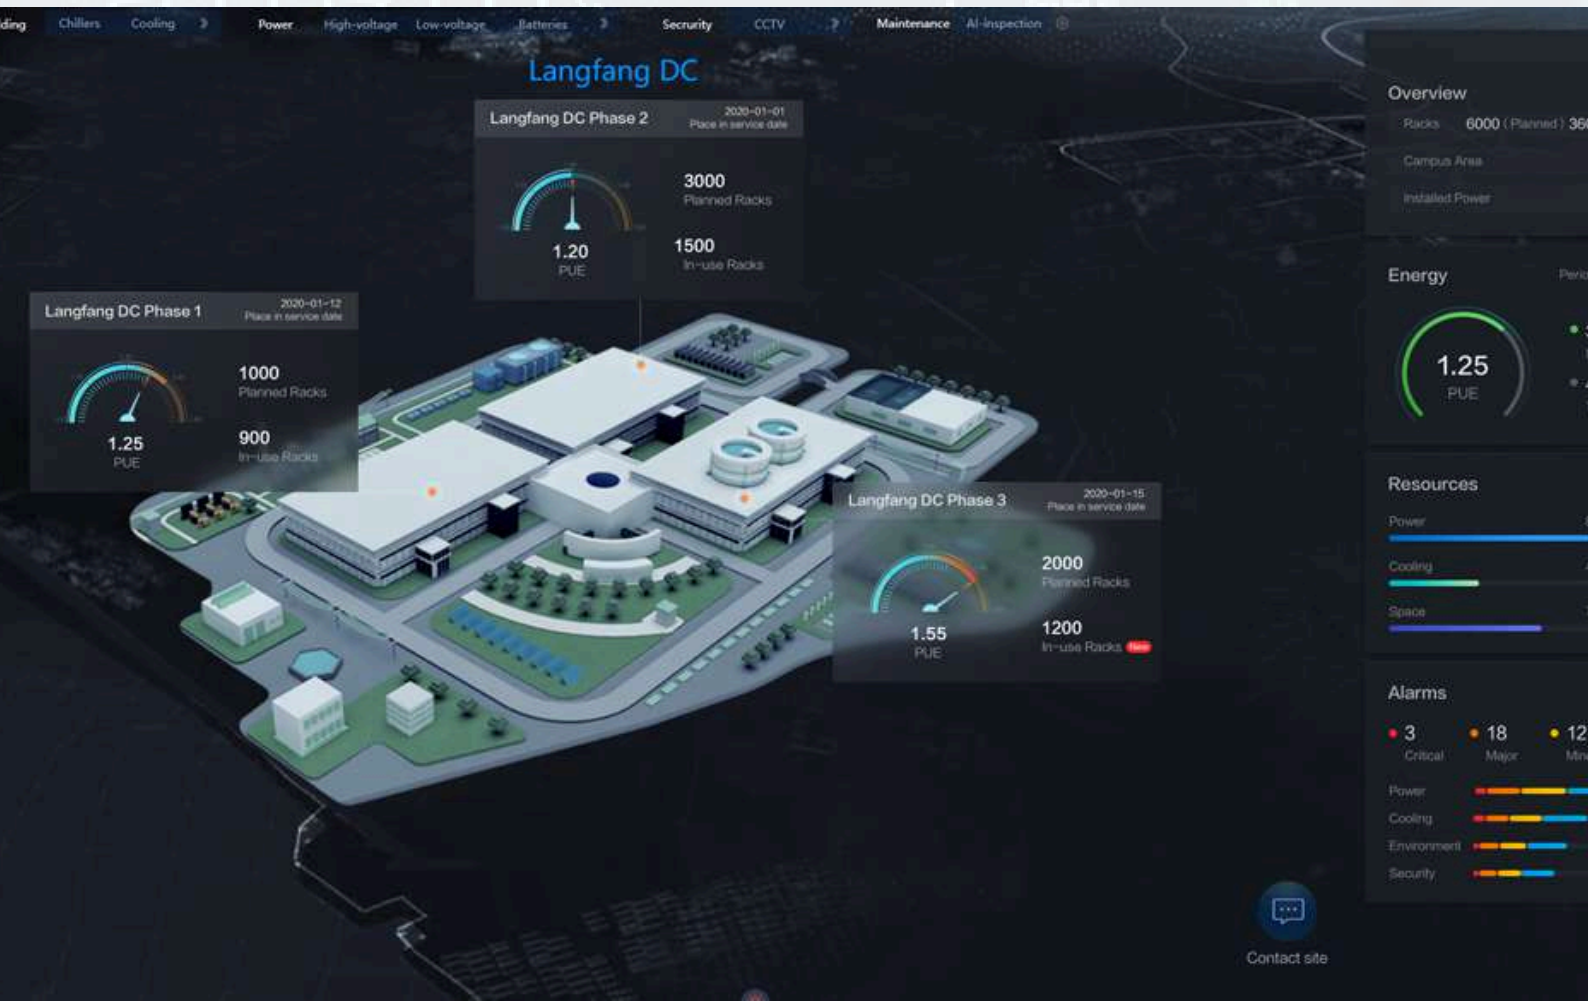 Chillers
Cooling
Power
High-voltage
Low-voltage
Batteries
Secrurity
CCTV
Maintenance
AI-inspection
Langfang DC
Langfang DC Phase 2
2020-01-01
Place in service date
3000
Planned Racks
1.20
PUE
1500
In-use Racks
Langfang DC Phase 1
2020-01-12
Place in service date
1000
Planned Racks
1.25
PUE
900
In-use Racks
Langfang DC Phase 3
2020-01-15
Place in service date
2000
Planned Racks
1.55
PUE
1200
In-use Racks New
Overview
Racks 6000 (Planned)
Campus Area
Installed Power
Energy
1.25
PUE
Resources
Power
Cooling
Space
Alarms
3
Critical
18
Major
12
Power
Cooling
Environment
Security
Contact site